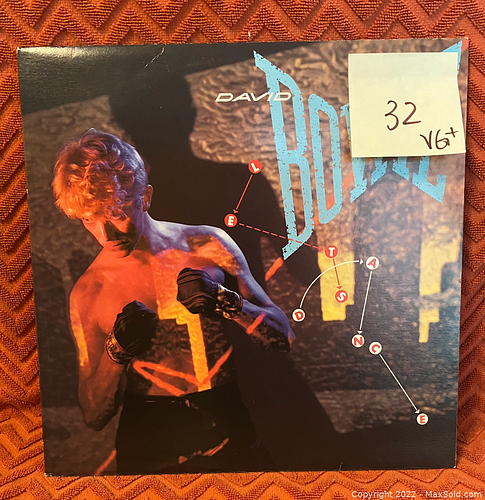 DAVID
BOWIE
32
VG+
L
E
T
S
D
A
N
C
E
Copyright 2022 - MaxSold.com